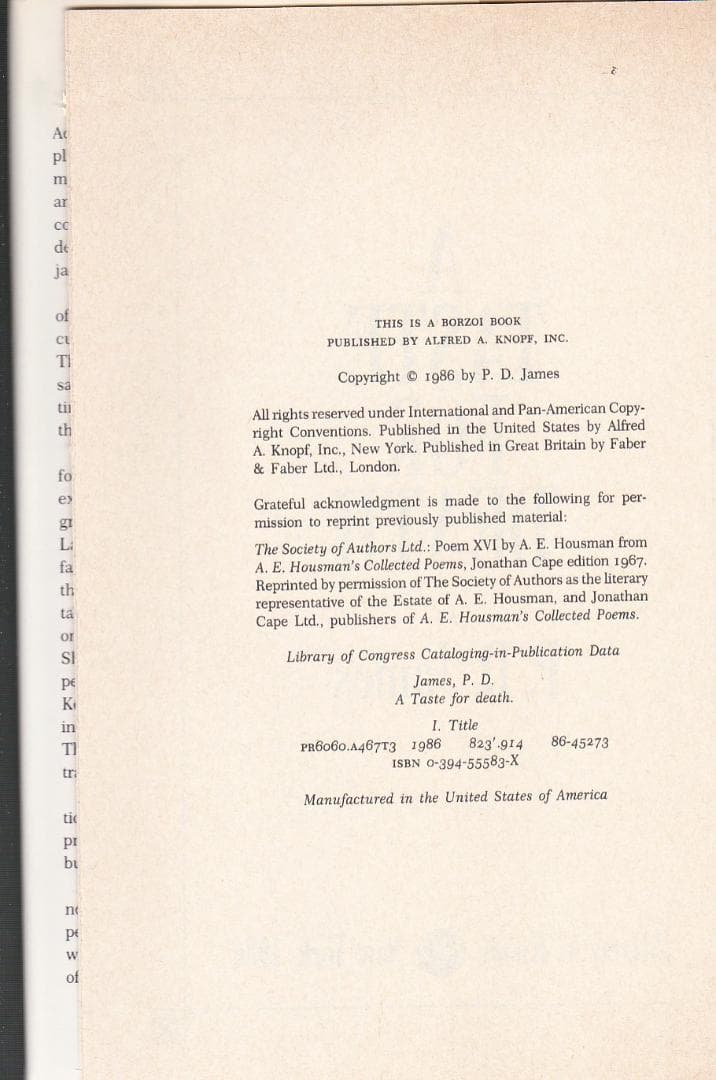 THIS IS A BORZOI BOOK
PUBLISHED BY ALFRED A. KNOPF, INC.
Copyright © 1986 by P. D. James
All rights reserved under International and Pan-American Copy-
right Conventions. Published in the United States by Alfred
A. Knopf, Inc., New York. Published in Great Britain by Faber
& Faber Ltd., London.
Grateful acknowledgment is made to the following for per-
mission to reprint previously published material:
The Society of Authors Ltd.: Poem XVI by A. E. Housman from
A. E. Housman's Collected Poems, Jonathan Cape edition 1967.
Reprinted by permission of The Society of Authors as the literary
representative of the Estate of A. E. Housman, and Jonathan
Cape Ltd., publishers of A. E. Housman's Collected Poems.
Library of Congress Cataloging-in-Publication Data
James, P. D.
A Taste for death.
I. Title
PR6060.A467T3 1986 823'.914 86-45273
ISBN 0-394-55583-X
Manufactured in the United States of America